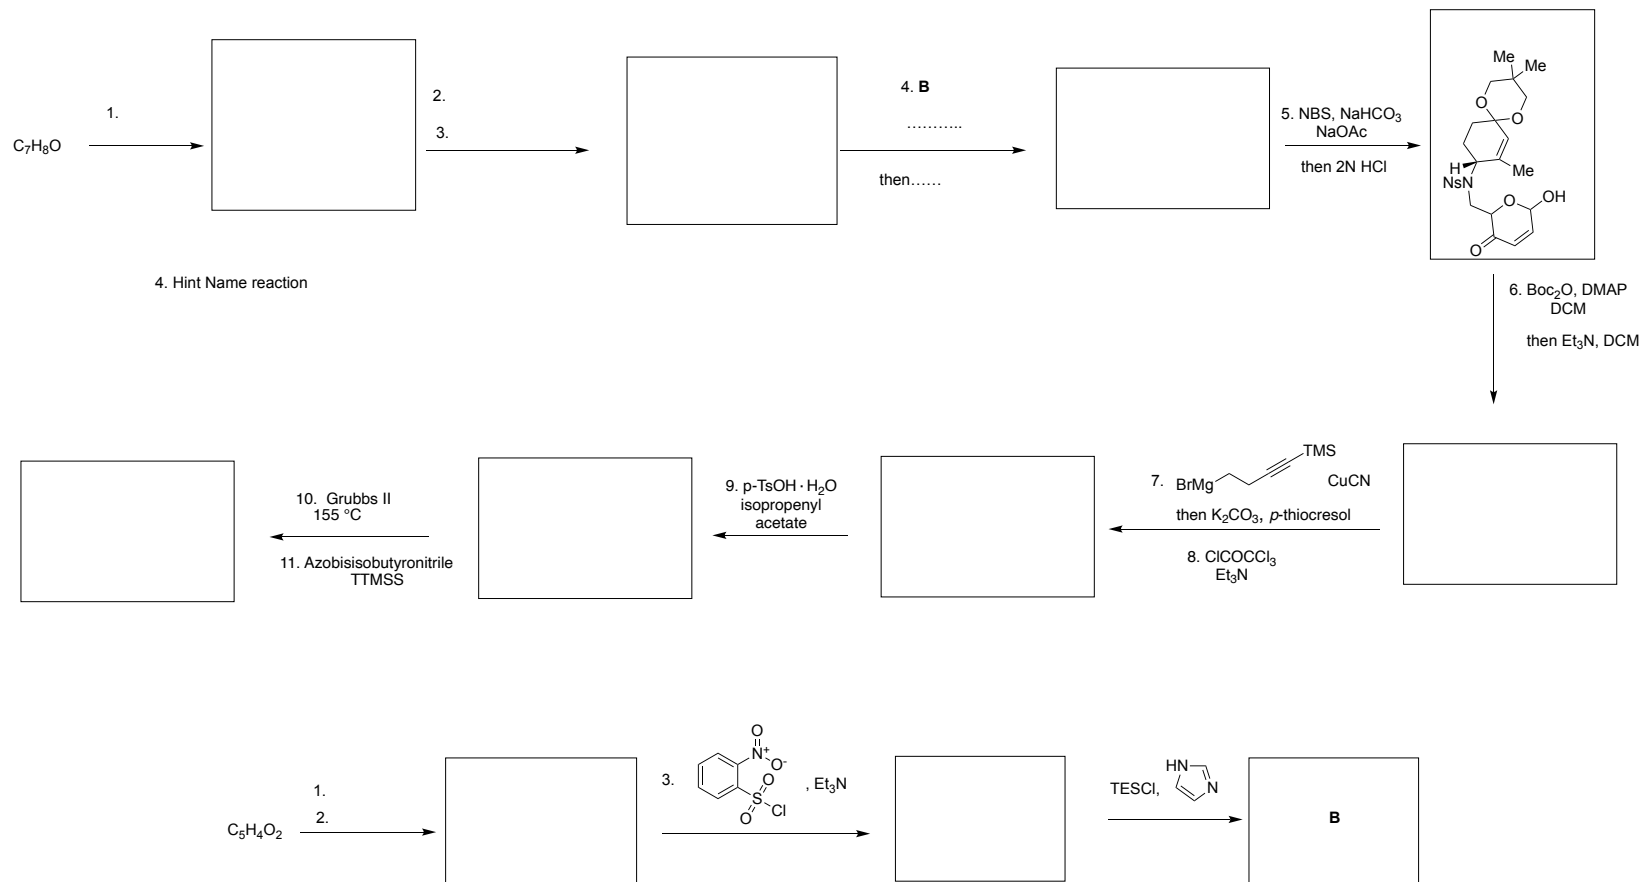 C7H8O
1.
2.
3.
4. B
………..
then……
5. NBS, NaHCO3
NaOAc
then 2N HCl
Me
Me
O
O
H
Me
NsN
O
OH
O
4. Hint Name reaction
6. Boc2O, DMAP
DCM
then Et3N, DCM
10. Grubbs II
155 °C
11. Azobisisobutyronitrile
TTMSS
9. p-TsOH · H2O
isopropenyl
acetate
7.
BrMg
TMS
CuCN
then K2CO3, p-thiocresol
8. ClCOCCl3
Et3N
C5H4O2
1.
2.
3.
O
N+
O-
O
S
O
Cl
, Et3N
TESCl,
HN
N
B